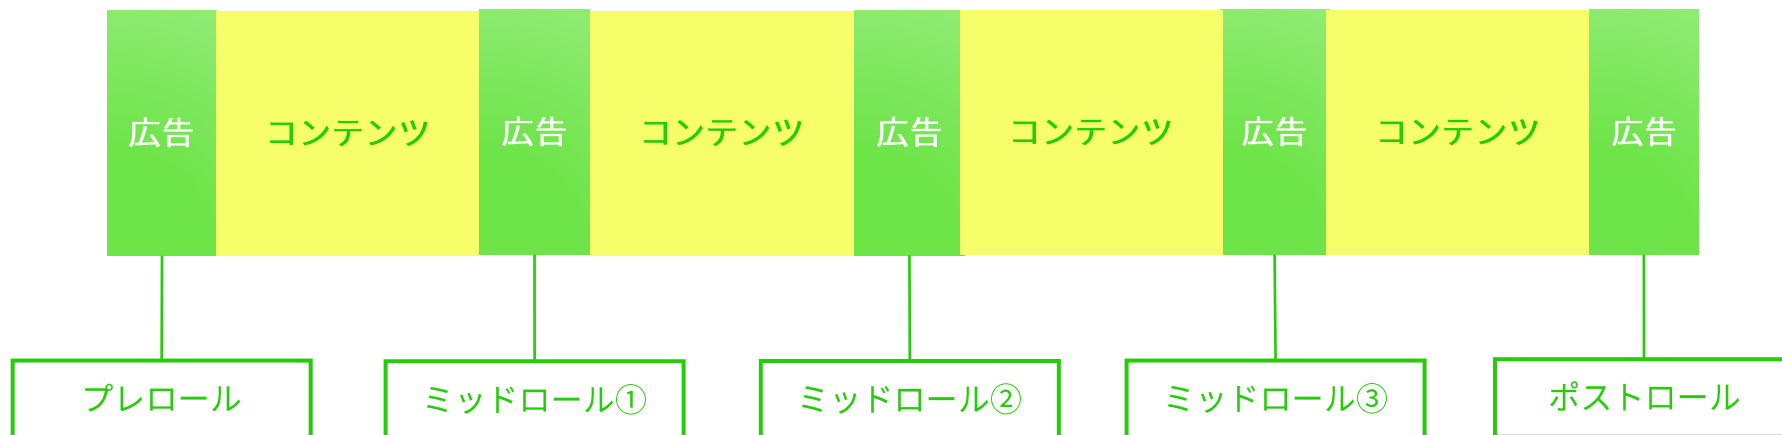 広告 コンテンツ 広告 コンテンツ 広告 コンテンツ 広告 コンテンツ 広告
プレロール ミッドロール① ミッドロール② ミッドロール③ ポストロール